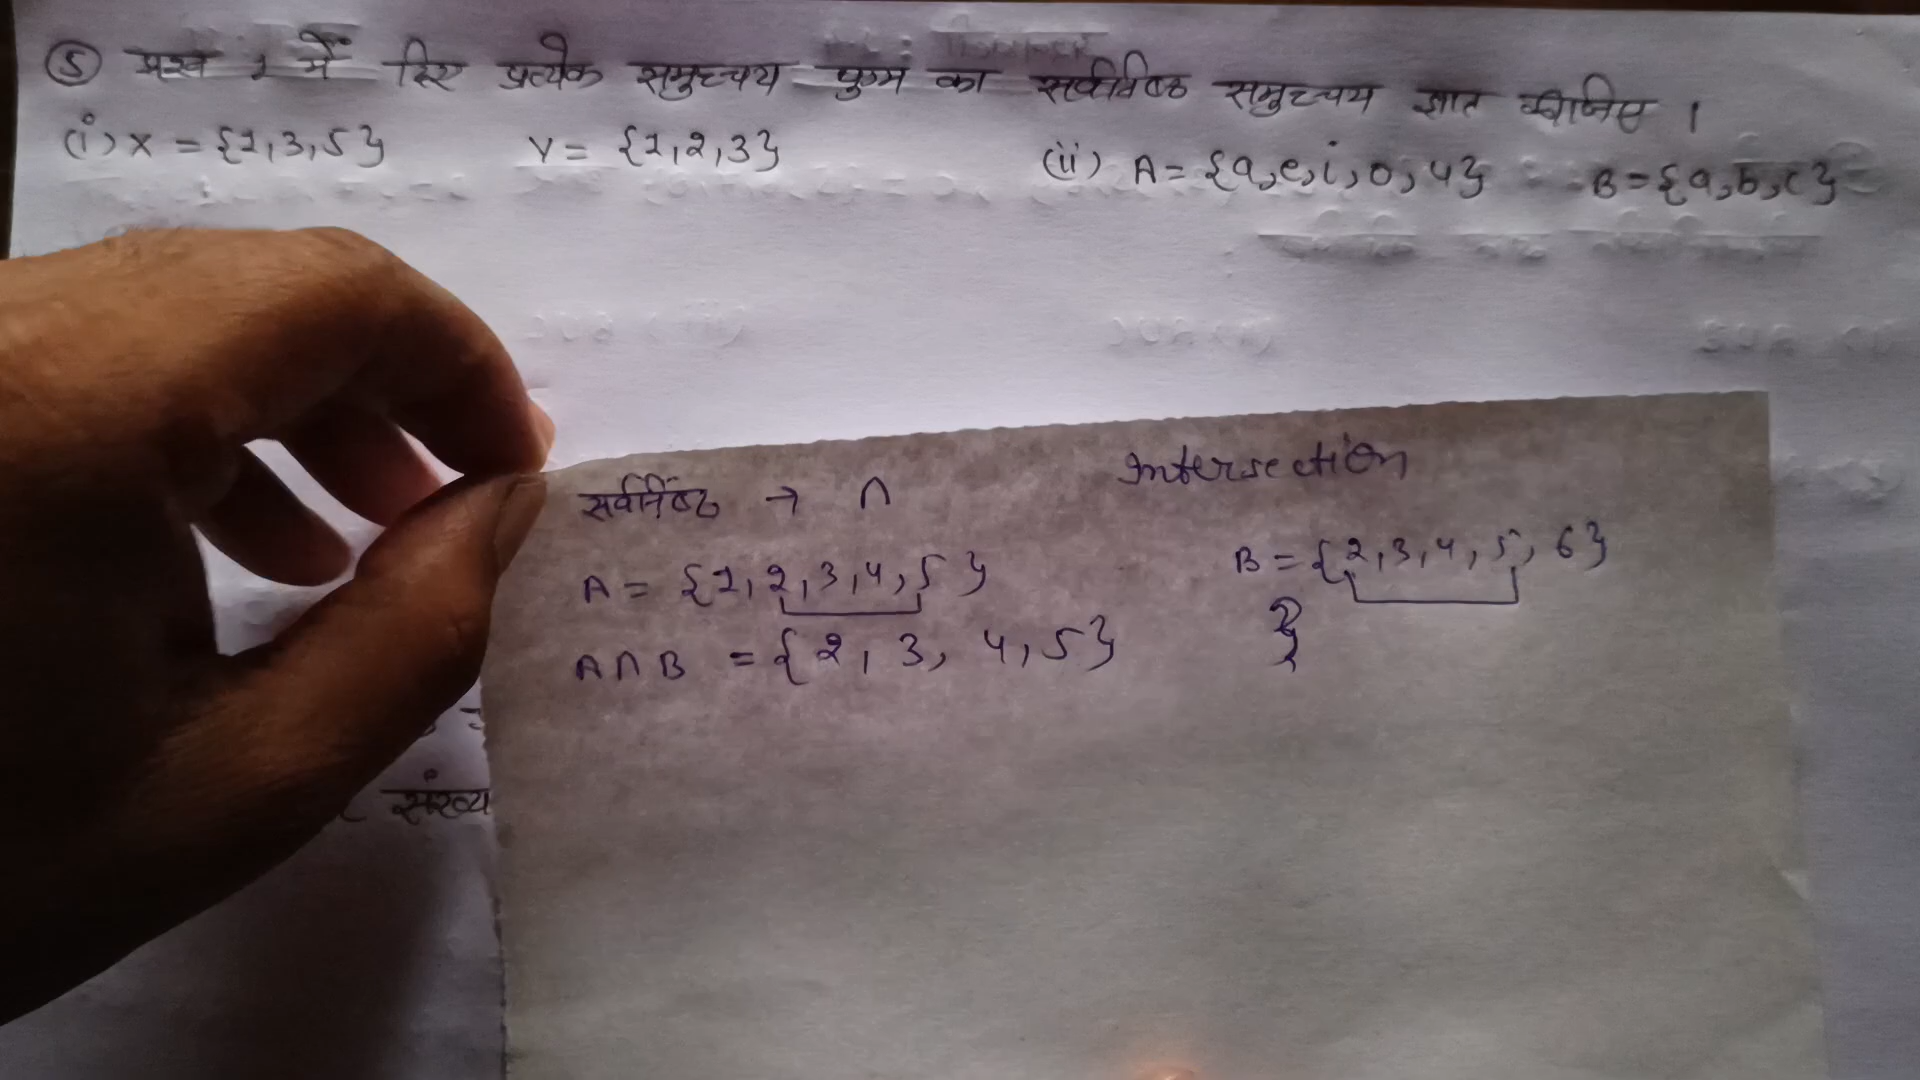 ⑤ प्रश्न 1 में दिए प्रत्येक समुच्चय युग्म का सर्वनिष्ठ समुच्चय ज्ञात कीजिए ।
(i) X = {1,3,5} Y = {1,2,3} (ii) A = {a,e,i,o,u} B = {a,b,c}
सर्वनिष्ठ → ∩ Intersection
A = {1,2,3,4,5} B = {2,3,4,5,6}
A∩B = {2,3,4,5}
संख्य